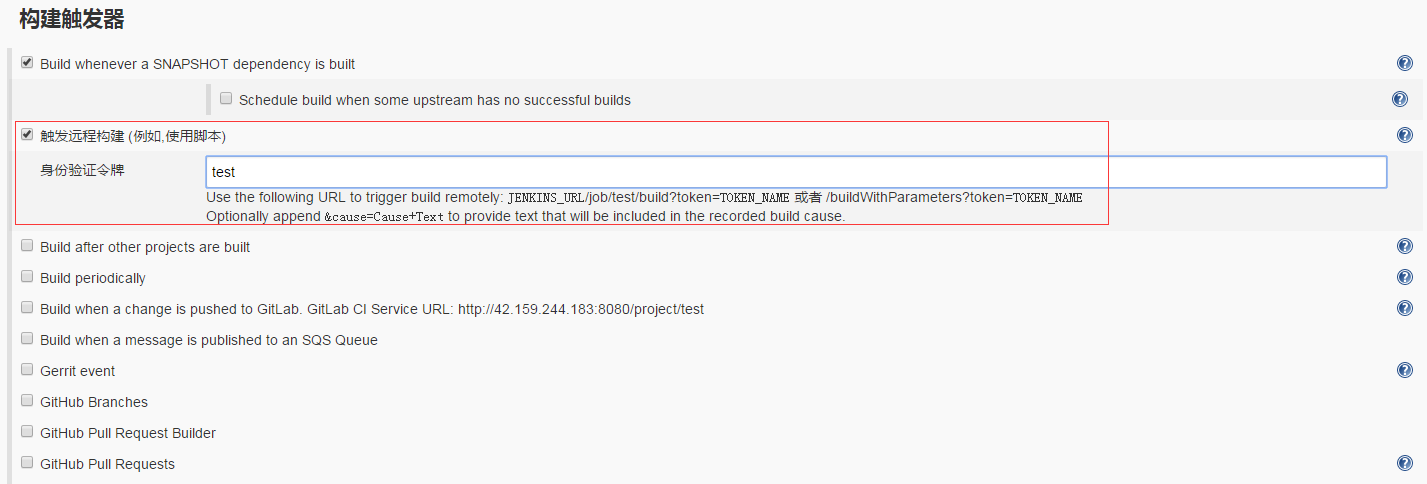 构建触发器
Build whenever a SNAPSHOT dependency is built
Schedule build when some upstream has no successful builds
触发远程构建 (例如,使用脚本)
身份验证令牌
test
Use the following URL to trigger build remotely: JENKINS_URL/job/test/build?token=TOKEN_NAME 或者 /buildWithParameters?token=TOKEN_NAME
Optionally append &cause=Cause+Text to provide text that will be included in the recorded build cause.
Build after other projects are built
Build periodically
Build when a change is pushed to GitLab. GitLab CI Service URL: http://42.159.244.183:8080/project/test
Build when a message is published to an SQS Queue
Gerrit event
GitHub Branches
GitHub Pull Request Builder
GitHub Pull Requests